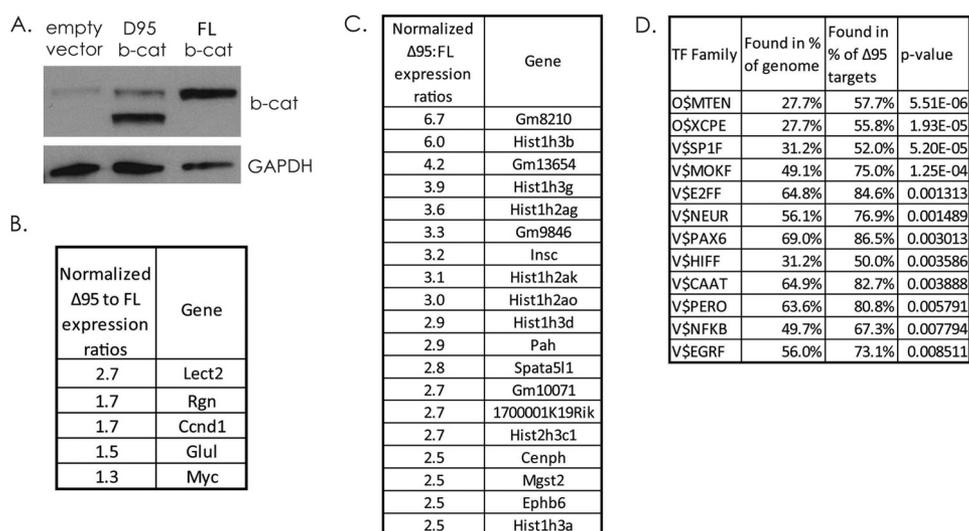 A.
empty vector
D95 b-cat
FL b-cat
b-cat
GAPDH
B.
Normalized
Δ95 to FL
expression
ratios
Gene
2.7 Lect2
1.7 Rgn
1.7 Ccnd1
1.5 Glul
1.3 Myc
C.
Normalized
Δ95:FL
expression
ratios
Gene
6.7 Gm8210
6.0 Hist1h3b
4.2 Gm13654
3.9 Hist1h3g
3.6 Hist1h2ag
3.3 Gm9846
3.2 Insc
3.1 Hist1h2ak
3.0 Hist1h2ao
2.9 Hist1h3d
2.9 Pah
2.8 Spata5l1
2.7 Gm10071
2.7 1700001K19Rik
2.7 Hist2h3c1
2.5 Cenph
2.5 Mgst2
2.5 Ephb6
2.5 Hist1h3a
D.
TF Family
Found in %
of genome
Found in
% of Δ95
targets
p-value
O$MTEN 27.7% 57.7% 5.51E-06
O$XCPE 27.7% 55.8% 1.93E-05
V$SP1F 31.2% 52.0% 5.20E-05
V$MOKF 49.1% 75.0% 1.25E-04
V$E2FF 64.8% 84.6% 0.001313
V$NEUR 56.1% 76.9% 0.001489
V$PAX6 69.0% 86.5% 0.003013
V$HIFF 31.2% 50.0% 0.003586
V$CAAT 64.9% 82.7% 0.003888
V$PERO 63.6% 80.8% 0.005791
V$NFKB 49.7% 67.3% 0.007794
V$EGRF 56.0% 73.1% 0.008511